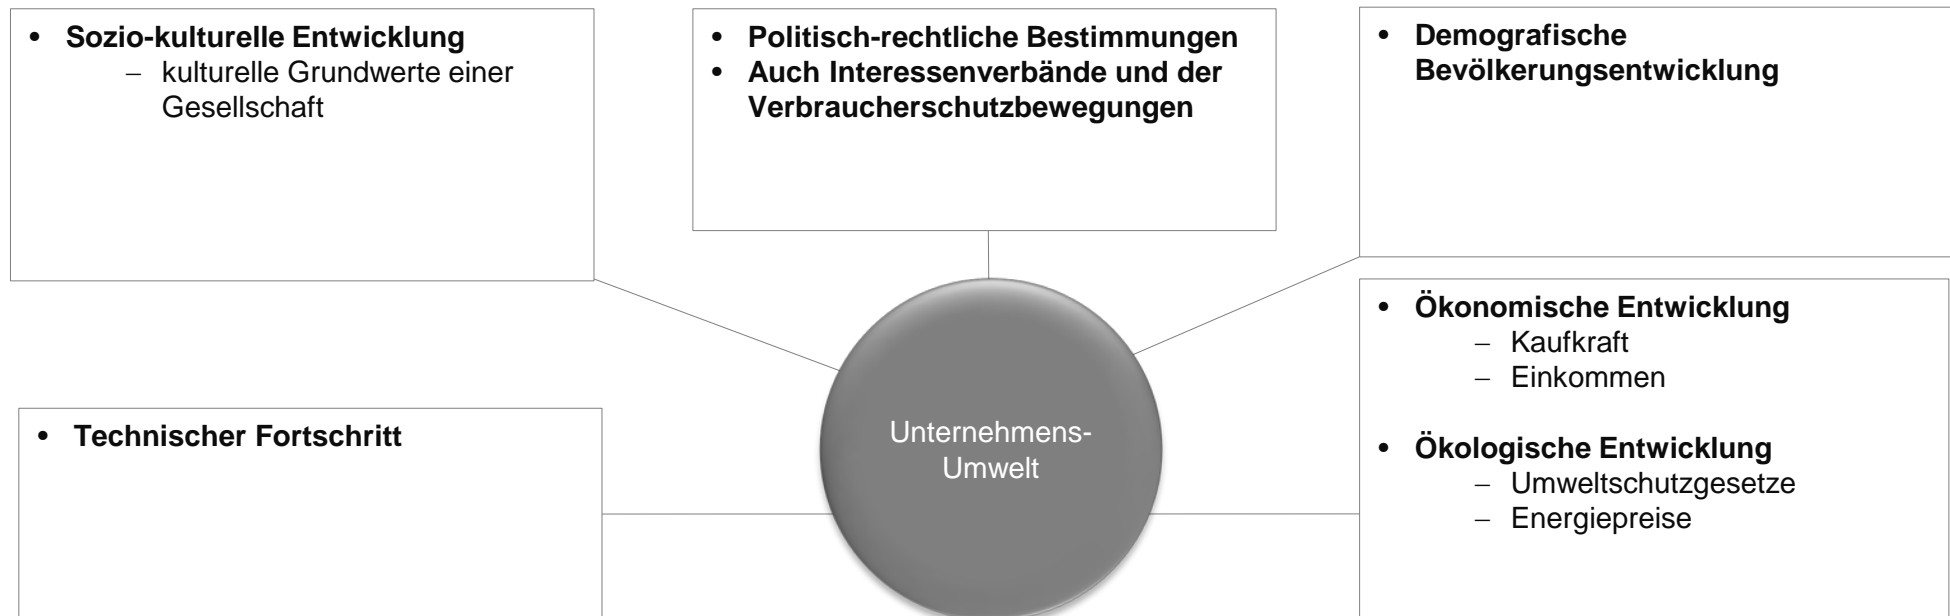 • Sozio-kulturelle Entwicklung
– kulturelle Grundwerte einer
Gesellschaft
• Politisch-rechtliche Bestimmungen
• Auch Interessenverbände und der
Verbraucherschutzbewegungen
• Demografische
Bevölkerungsentwicklung
• Ökonomische Entwicklung
– Kaufkraft
– Einkommen
• Ökologische Entwicklung
– Umweltschutzgesetze
– Energiepreise
• Technischer Fortschritt
Unternehmens-
Umwelt